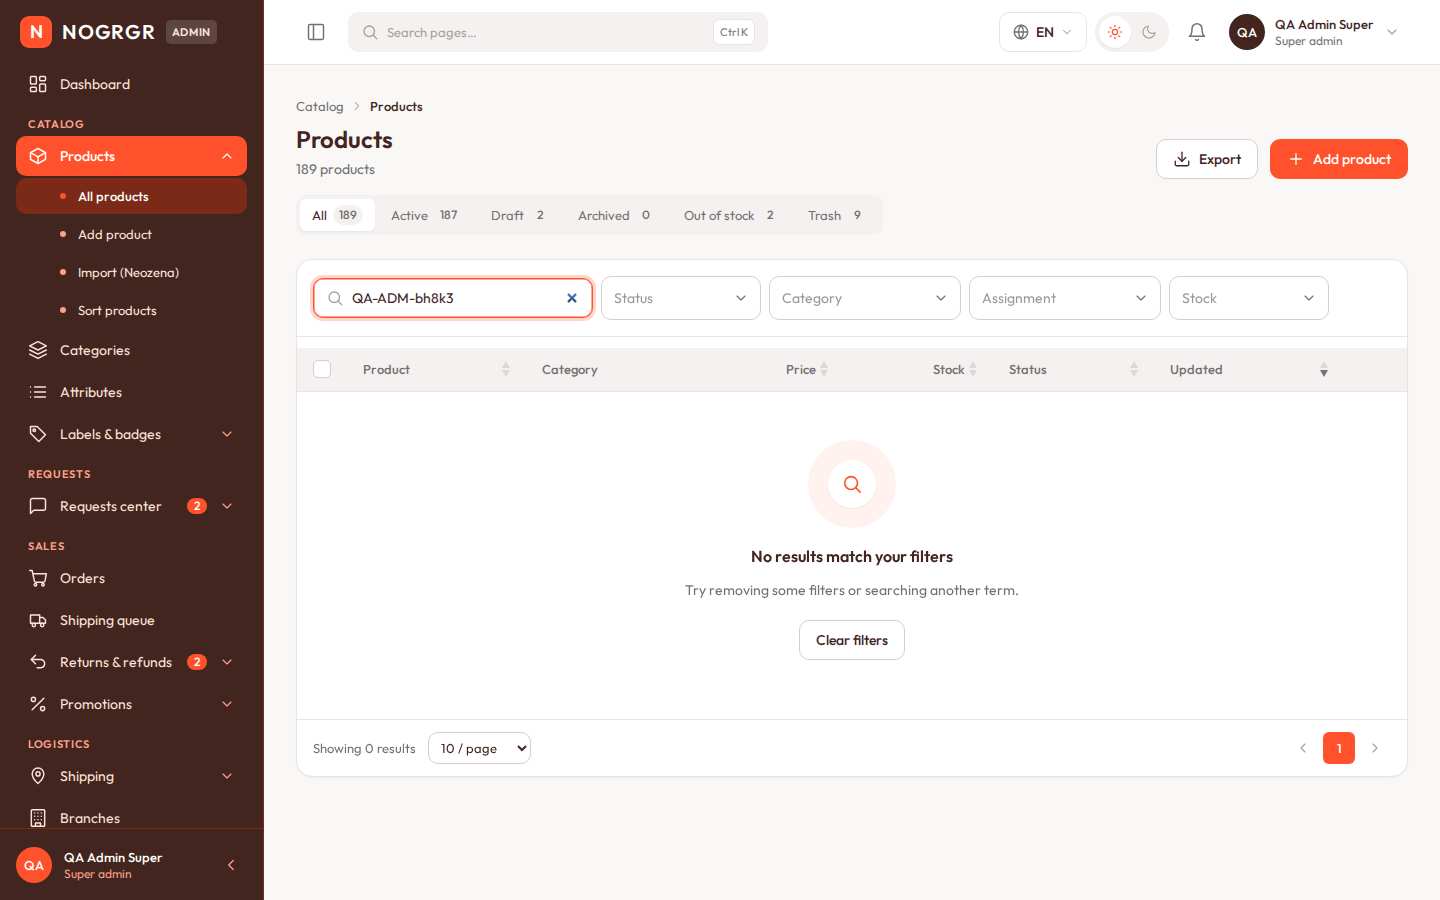 N NOGRGR ADMIN
Search pages...
Ctrl K
EN
QA
QA Admin Super
Super admin
Dashboard
CATALOG
Products
All products
Add product
Import (Neozena)
Sort products
Categories
Attributes
Labels & badges
REQUESTS
Requests center 2
SALES
Orders
Shipping queue
Returns & refunds 2
Promotions
LOGISTICS
Shipping
Branches
QA
QA Admin Super
Super admin
Catalog Products
Products
189 products
Export
Add product
All 189 Active 187 Draft 2 Archived 0 Out of stock 2 Trash 9
QA-ADM-bh8k3
Status
Category
Assignment
Stock
Product Category Price Stock Status Updated
No results match your filters
Try removing some filters or searching another term.
Clear filters
Showing 0 results
10 / page
1